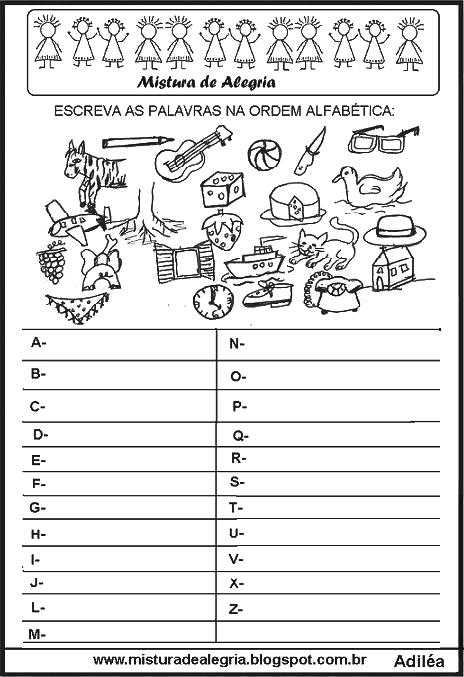 Mistura de Alegria
ESCREVA AS PALAVRAS NA ORDEM ALFABÉTICA:
A-
B-
C-
D-
E-
F-
G-
H-
I-
J-
L-
M-
N-
O-
P-
Q-
R-
S-
T-
U-
V-
X-
Z-
www.misturadealegria.blogspot.com.br
Adiléa